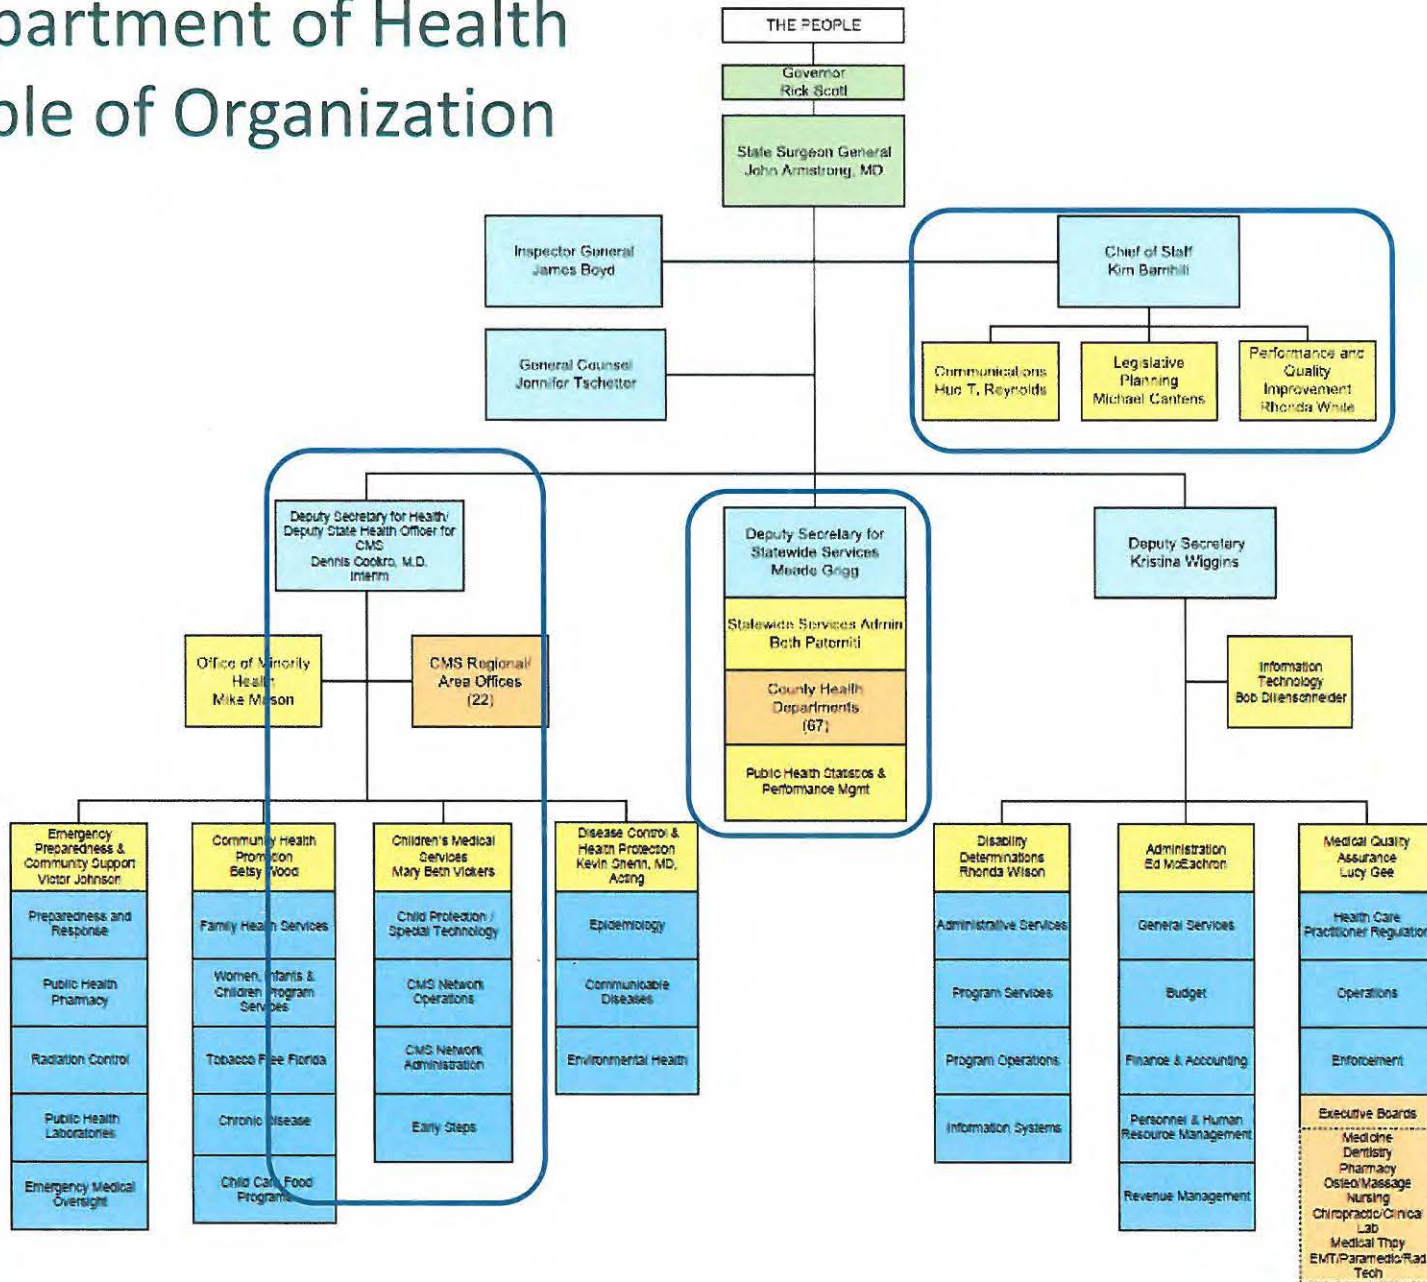 partment of Health
ble of Organization
THE PEOPLE
Governor
Rick Scott
State Surgeon General
John Armstrong, MD
Inspector General
James Boyd
Chief of Staff
Kim Barnhill
General Counsel
Jennifer Tschetter
Communications
T. Reynolds
Legislative
Planning
Michael Cantens
Performance and
Quality
Improvement
Rhonda White
Deputy Secretary for Health/
Deputy State Health Officer for
CMS
Dennis Cookro, M.D.
Interim
Deputy Secretary for
Statewide Services
Meade Grigg
Deputy Secretary
Kristina Wiggins
Statewide Services Admin
Beth Paterniti
Office of Minority
Health
Mike Mason
CMS Regional/
Area Offices
(22)
County Health
Departments
(67)
Information
Technology
Bob Dillenschneider
Public Health Statistics &
Performance Mgmt
Emergency
Preparedness &
Community Support
Victor Johnson
Preparedness and
Response
Public Health
Pharmacy
Radiation Control
Public Health
Laboratories
Emergency Medical
Oversight
Community Health
Promotion
Betsy Wood
Family Health Services
Women, Infants &
Children Program
Services
Tobacco Free Florida
Chronic Disease
Child Care Food
Programs
Children's Medical
Services
Mary Beth Vickers
Child Protection /
Special Technology
CMS Network
Operations
CMS Network
Administration
Early Steps
Disease Control &
Health Protection
Kevin Sherin, MD,
Acting
Epidemiology
Communicable
Diseases
Environmental Health
Disability
Determinations
Rhonda Wilson
Administrative Services
Program Services
Program Operations
Information Systems
Administration
Ed McEachron
General Services
Budget
Finance & Accounting
Personnel & Human
Resource Management
Revenue Management
Medical Quality
Assurance
Lucy Gee
Health Care
Practitioner Regulation
Operations
Enforcement
Executive Boards
Medicine
Dentistry
Pharmacy
Osteo/Massage
Nursing
Chiropractic/Clinical
Lab
Medical Thpy
EMT/Paramedic/Rad
Tech